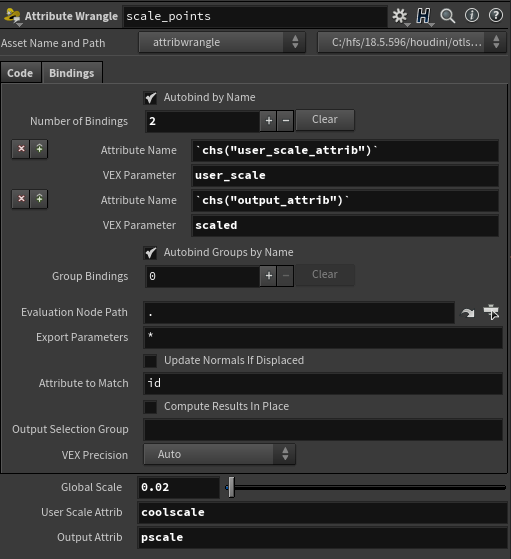 Attribute Wrangle scale_points
Asset Name and Path attribwrangle C:/hfs/18.5.596/houdini/otls...
Code Bindings
Autobind by Name
Number of Bindings 2 + - Clear
Attribute Name `chs("user_scale_attrib")`
VEX Parameter user_scale
Attribute Name `chs("output_attrib")`
VEX Parameter scaled
Autobind Groups by Name
Group Bindings 0 + - Clear
Evaluation Node Path .
Export Parameters *
Update Normals If Displaced
Attribute to Match id
Compute Results In Place
Output Selection Group
VEX Precision Auto
Global Scale 0.02
User Scale Attrib coolscale
Output Attrib pscale